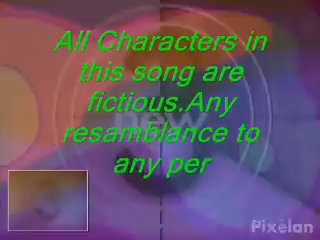 All Characters in
this song are
fictious.Any
new
resamblance to
any per
Pixelan